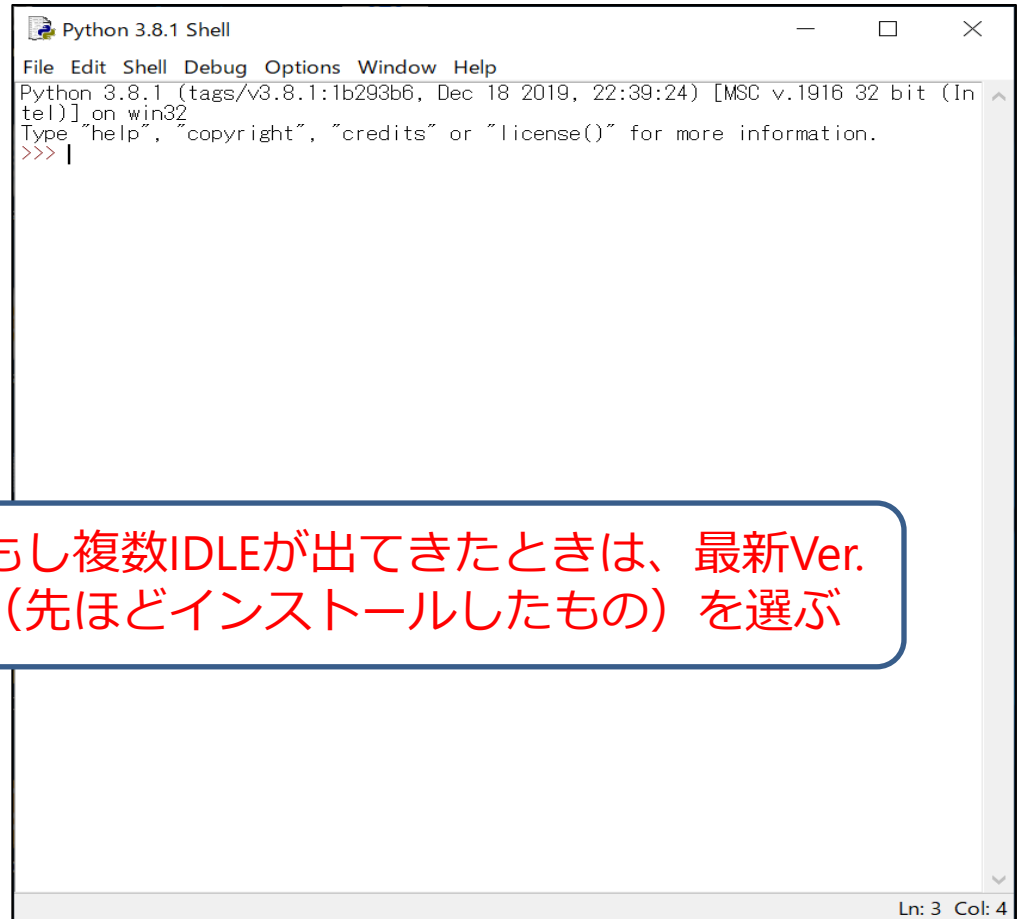 Python 3.8.1 Shell
File Edit Shell Debug Options Window Help
Python 3.8.1 (tags/v3.8.1:1b293b6, Dec 18 2019, 22:39:24) [MSC v.1916 32 bit (In
tel)] on win32
Type "help", "copyright", "credits" or "license()" for more information.
>>>
もし複数IDLEが出てきたときは、最新Ver.
（先ほどインストールしたもの）を選ぶ
Ln: 3 Col: 4